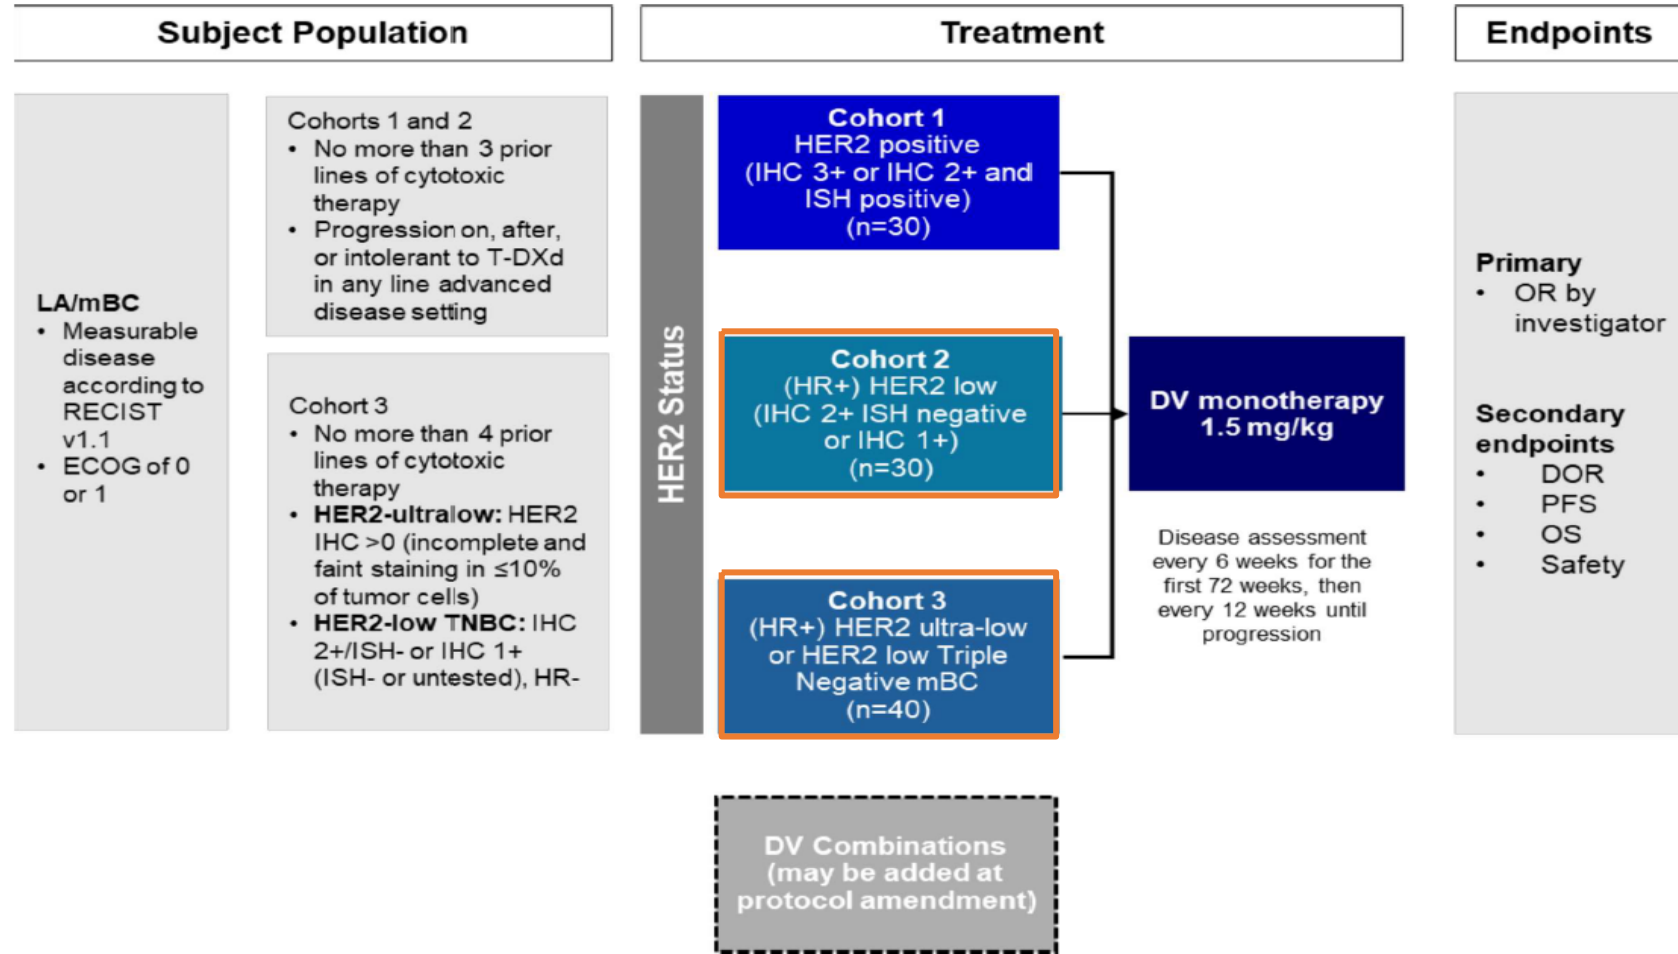 Subject Population
Treatment
Endpoints
LA/mBC
• Measurable
disease
according to
RECIST
v1.1
• ECOG of 0
or 1
Cohorts 1 and 2
• No more than 3 prior
lines of cytotoxic
therapy
• Progression on, after,
or intolerant to T-DXd
in any line advanced
disease setting
Cohort 3
• No more than 4 prior
lines of cytotoxic
therapy
• HER2-ultralow: HER2
IHC >0 (incomplete and
faint staining in ≤10%
of tumor cells)
• HER2-low TNBC: IHC
2+/ISH- or IHC 1+
(ISH- or untested), HR-
HER2 Status
Cohort 1
HER2 positive
(IHC 3+ or IHC 2+ and
ISH positive)
(n=30)
Cohort 2
(HR+) HER2 low
(IHC 2+ ISH negative
or IHC 1+)
(n=30)
Cohort 3
(HR+) HER2 ultra-low
or HER2 low Triple
Negative mBC
(n=40)
DV Combinations
(may be added at
protocol amendment)
DV monotherapy
1.5 mg/kg
Disease assessment
every 6 weeks for the
first 72 weeks, then
every 12 weeks until
progression
Primary
• OR by
investigator
Secondary
endpoints
• DOR
• PFS
• OS
• Safety